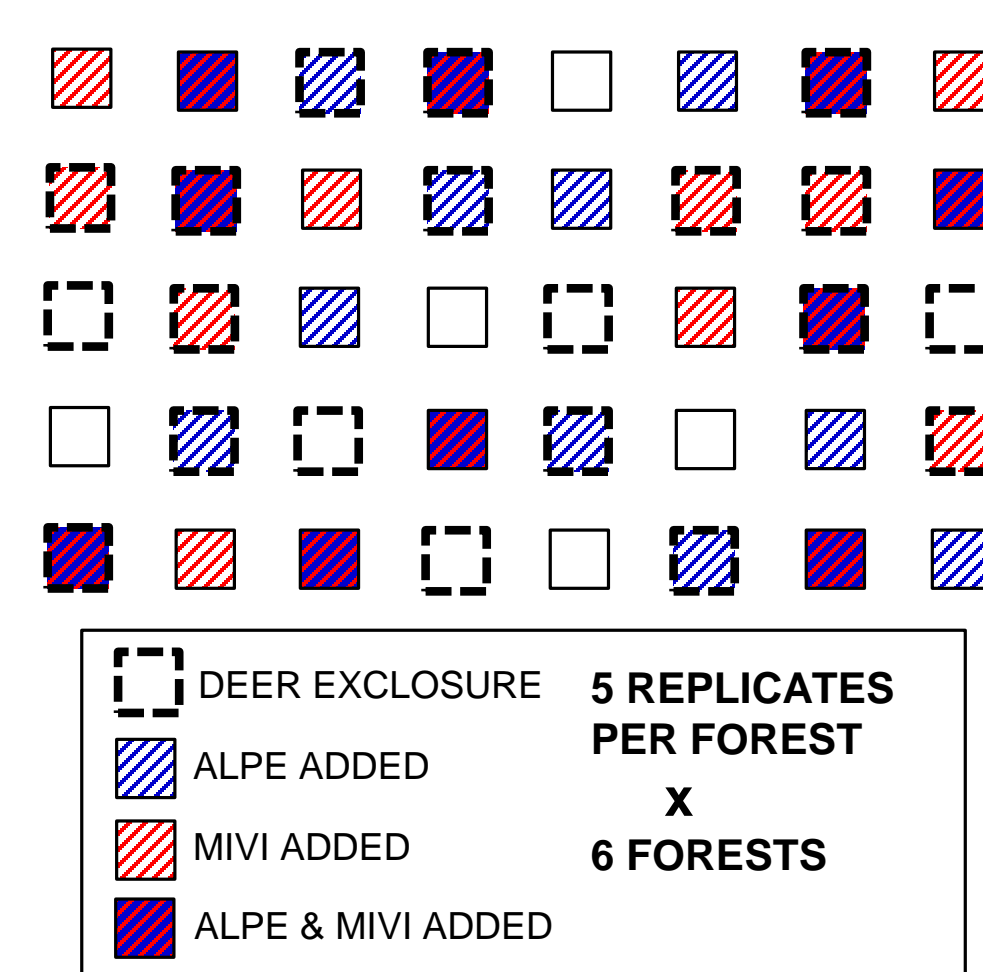 DEER EXCLOSURE
ALPE ADDED
MIVI ADDED
ALPE & MIVI ADDED
5 REPLICATES
PER FOREST
x
6 FORESTS